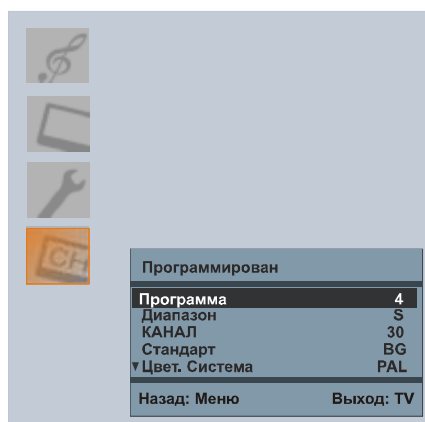 CH
Программирован
Программа 4
Диапазон S
КАНАЛ 30
Стандарт BG
▼Цвет. Система PAL
Назад: Меню Выход: TV